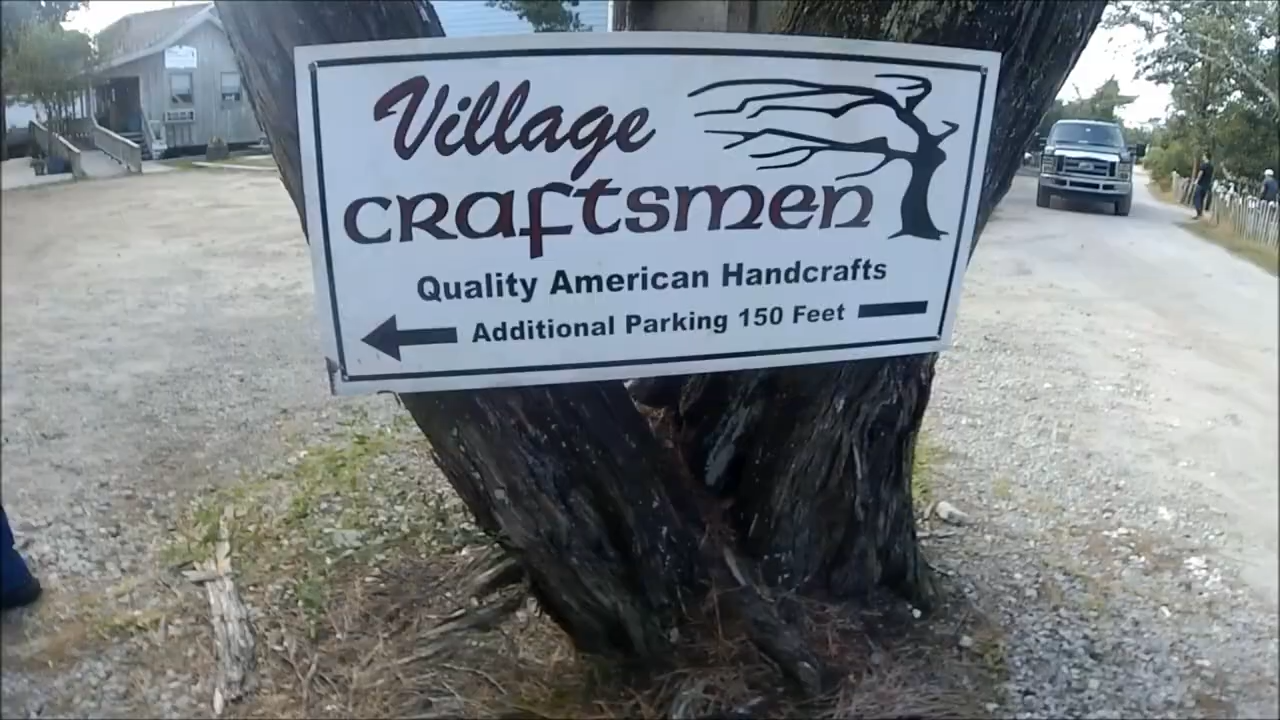 Village
craftsmen
Quality American Handcrafts
Additional Parking 150 Feet